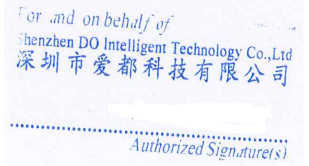 For and on behalf of
Shenzhen DO Intelligent Technology Co.,Ltd
深圳市爱都科技有限公司
Authorized Signature(s)